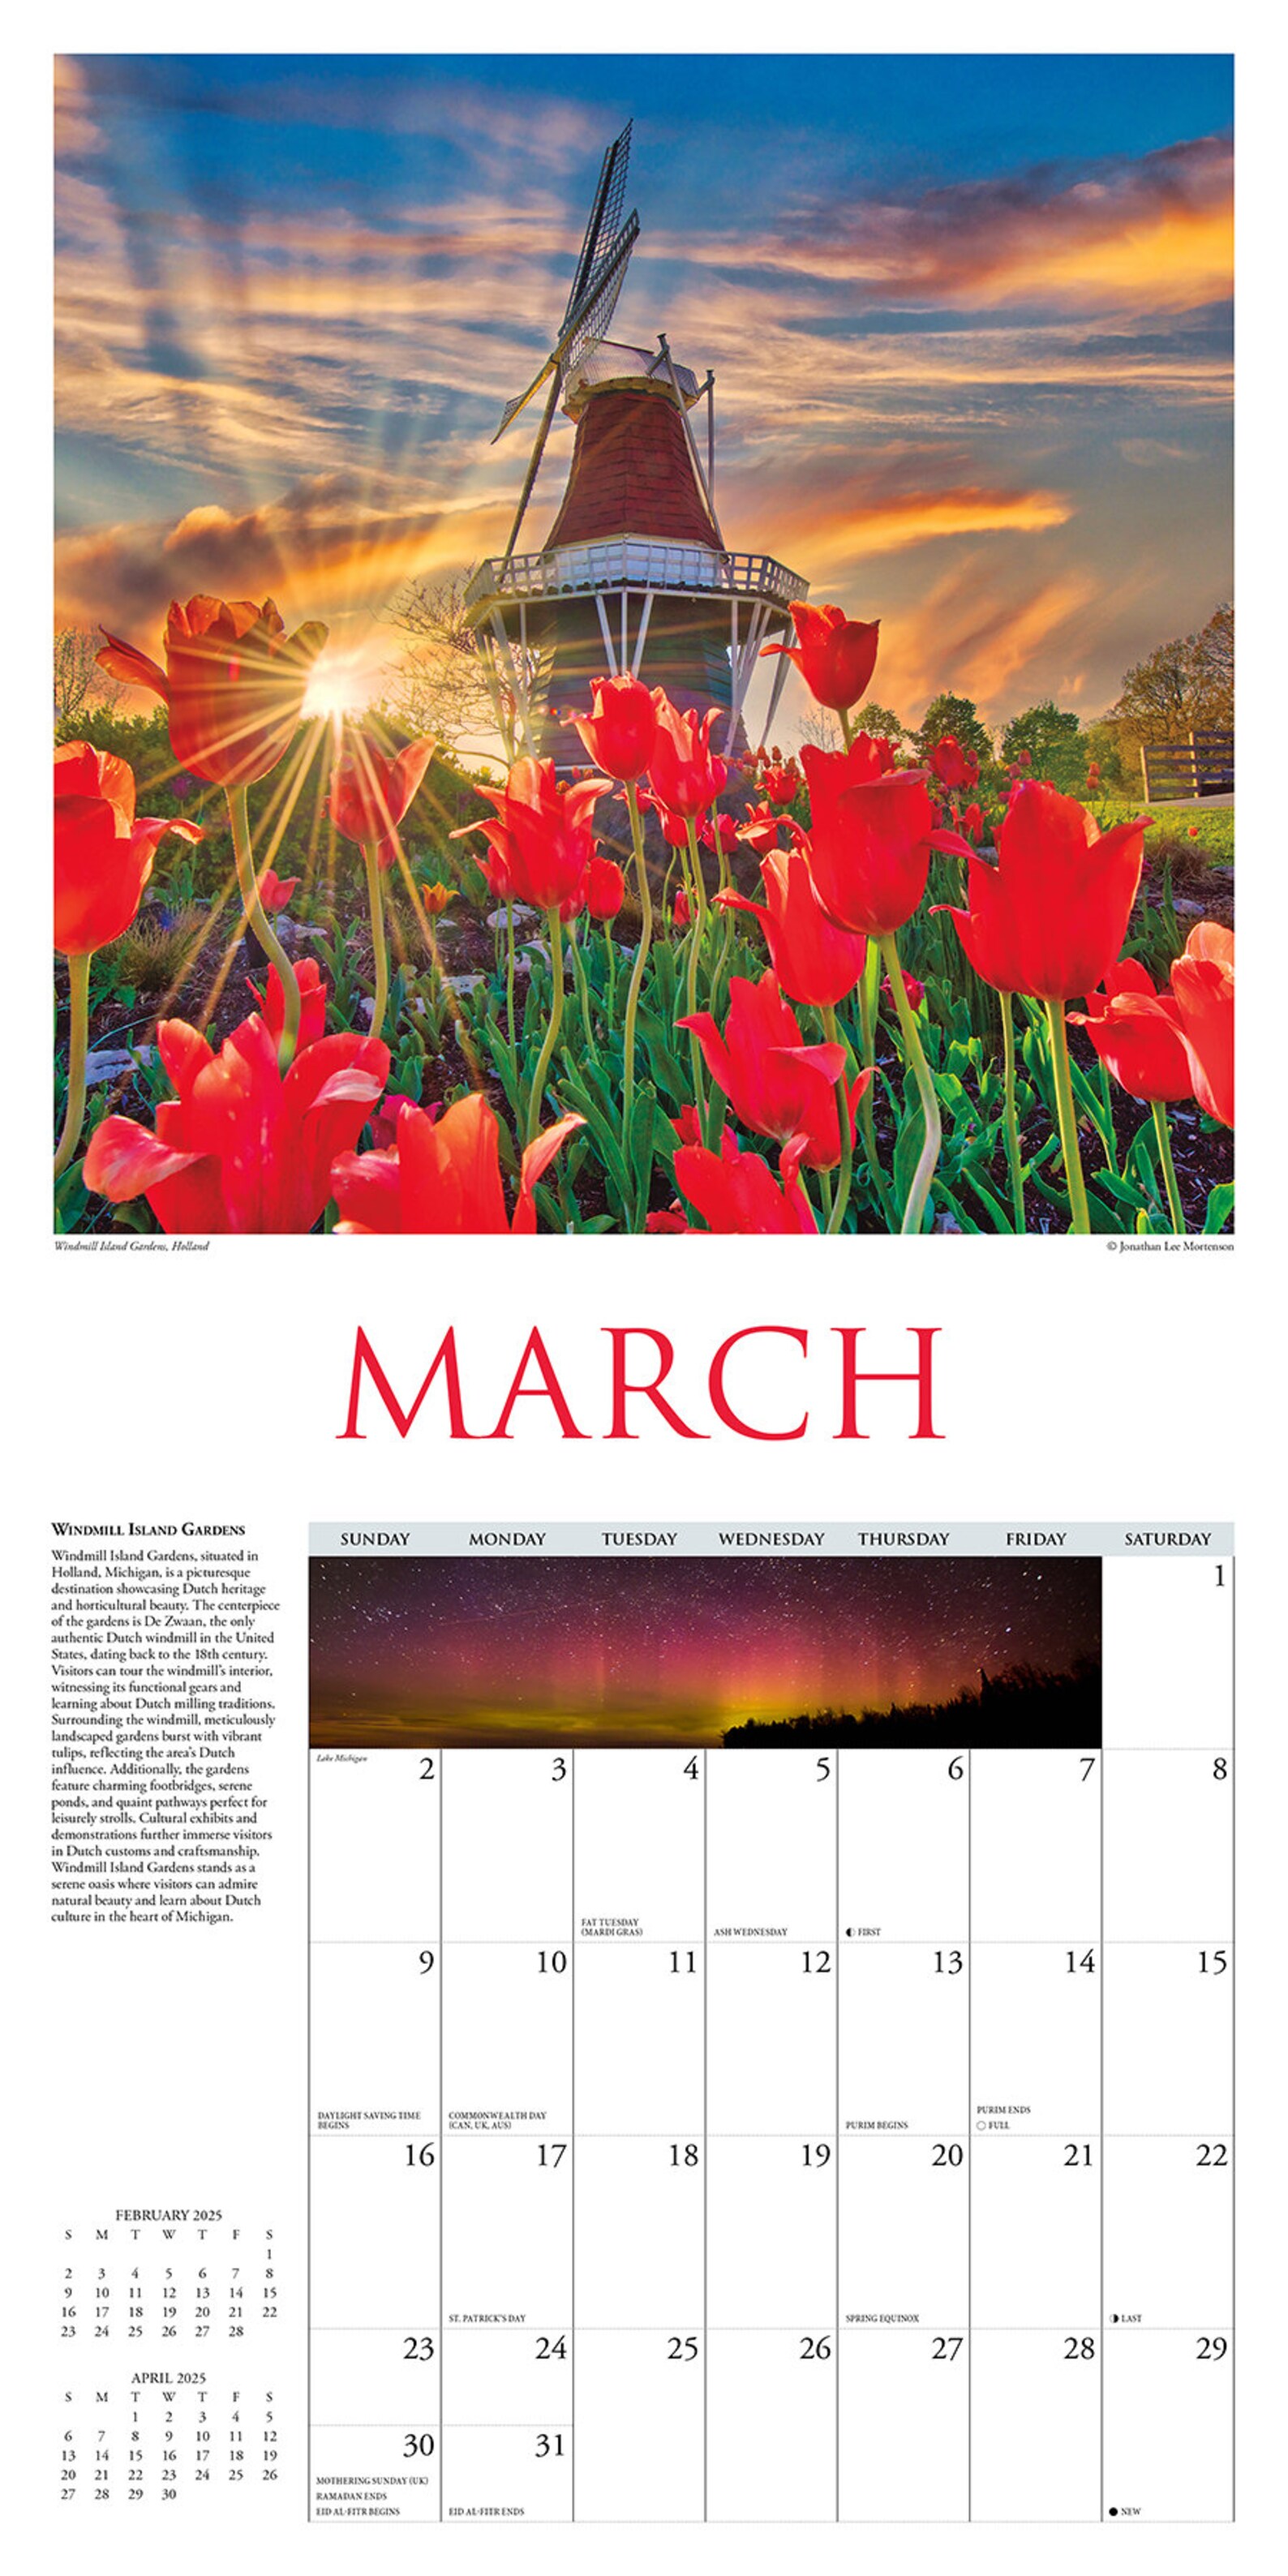 Windmill Island Gardens, Holland
© Jonathan Lee Mortenson
MARCH
WINDMILL ISLAND GARDENS
Windmill Island Gardens, situated in
Holland, Michigan, is a picturesque
destination showcasing Dutch heritage
and horticultural beauty. The centerpiece
of the gardens is De Zwaan, the only
authentic Dutch windmill in the United
States, dating back to the 18th century.
Visitors can tour the windmill's interior,
witnessing its functional gears and
learning about Dutch milling traditions.
Surrounding the windmill, meticulously
landscaped gardens burst with vibrant
tulips, reflecting the area's Dutch
influence. Additionally, the gardens
feature charming footbridges, serene
ponds, and quaint pathways perfect for
leisurely strolls. Cultural exhibits and
demonstrations further immerse visitors
in Dutch customs and craftsmanship.
Windmill Island Gardens stands as a
serene oasis where visitors can admire
natural beauty and learn about Dutch
culture in the heart of Michigan.
FEBRUARY 2025
S M T W T F S
1
2 3 4 5 6 7 8
9 10 11 12 13 14 15
16 17 18 19 20 21 22
23 24 25 26 27 28
APRIL 2025
S M T W T F S
1 2 3 4 5
6 7 8 9 10 11 12
13 14 15 16 17 18 19
20 21 22 23 24 25 26
27 28 29 30
SUNDAY MONDAY TUESDAY WEDNESDAY THURSDAY FRIDAY SATURDAY
1
Lake Michigan
2 3 4 5 6 7 8
FAT TUESDAY
(MARDI GRAS)
ASH WEDNESDAY
FIRST
9 10 11 12 13 14 15
DAYLIGHT SAVING TIME
BEGINS
COMMONWEALTH DAY
(CAN, UK, AUS)
PURIM BEGINS
PURIM ENDS
FULL
16 17 18 19 20 21 22
ST. PATRICK'S DAY
SPRING EQUINOX
LAST
23 24 25 26 27 28 29
30 31
MOTHERING SUNDAY (UK)
RAMADAN ENDS
EID AL-FITR BEGINS
EID AL-FITR ENDS
NEW